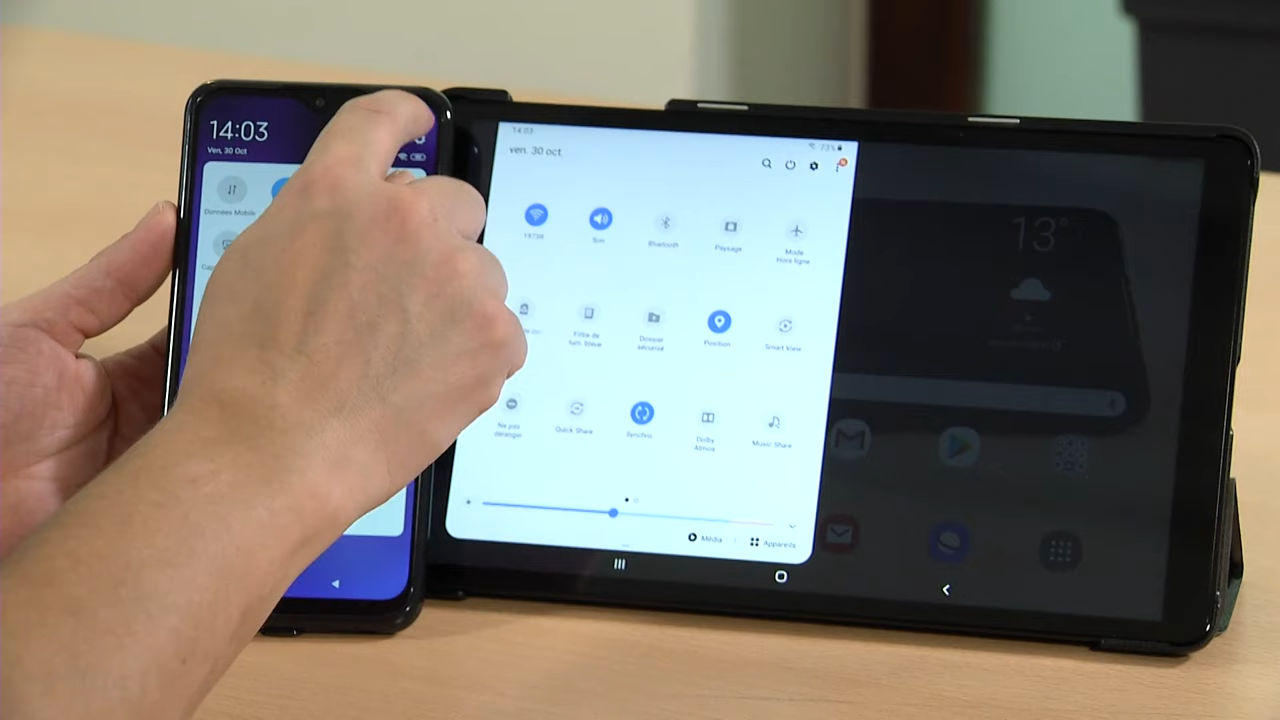 14:03
Ven, 30 Oct
Données Mobile
14:03
73%
ven. 30 oct.
Son
Bluetooth
Paysage
Mode
Hors ligne
Filtre de
lum. bleue
Dossier
sécurisé
Position
Smart View
Ne pas
déranger
Quick Share
Synchro.
Dolby
Atmos
Music Share
Média
Appareils
13°